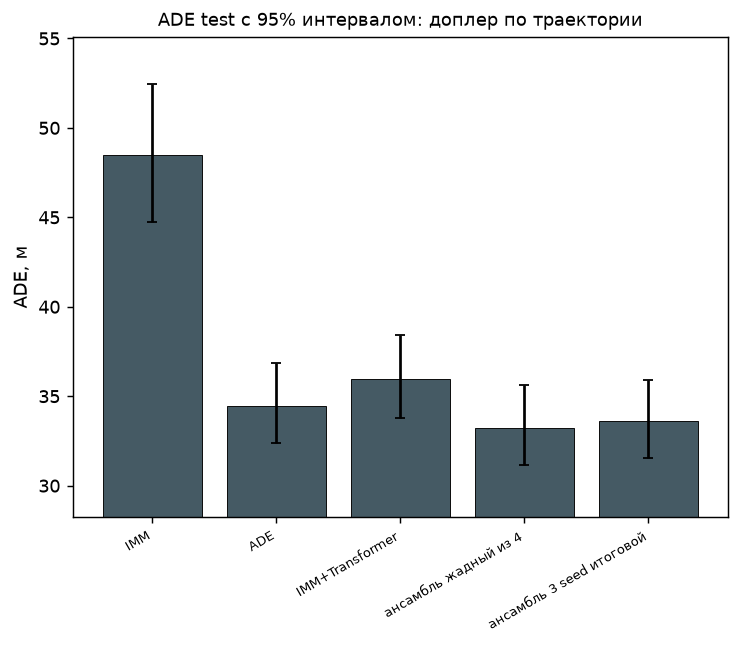 ADE test с 95% интервалом: доплер по траектории
ADE, м
55
50
45
40
35
30
IMM
ADE
IMM+Transformer
ансамбль жадный из 4
ансамбль 3 seed итоговой